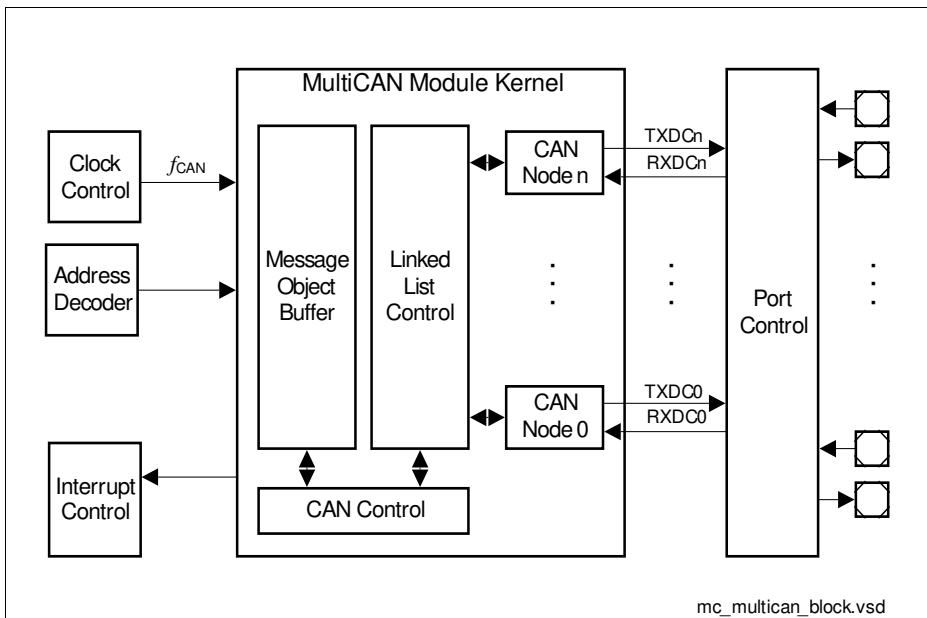 MultiCAN Module Kernel
Clock
Control
fCAN
Address
Decoder
Interrupt
Control
Message
Object
Buffer
Linked
List
Control
CAN Control
CAN
Node n
CAN
Node 0
TXDCn
RXDCn
TXDC0
RXDC0
Port
Control
mc_multican_block.vsd